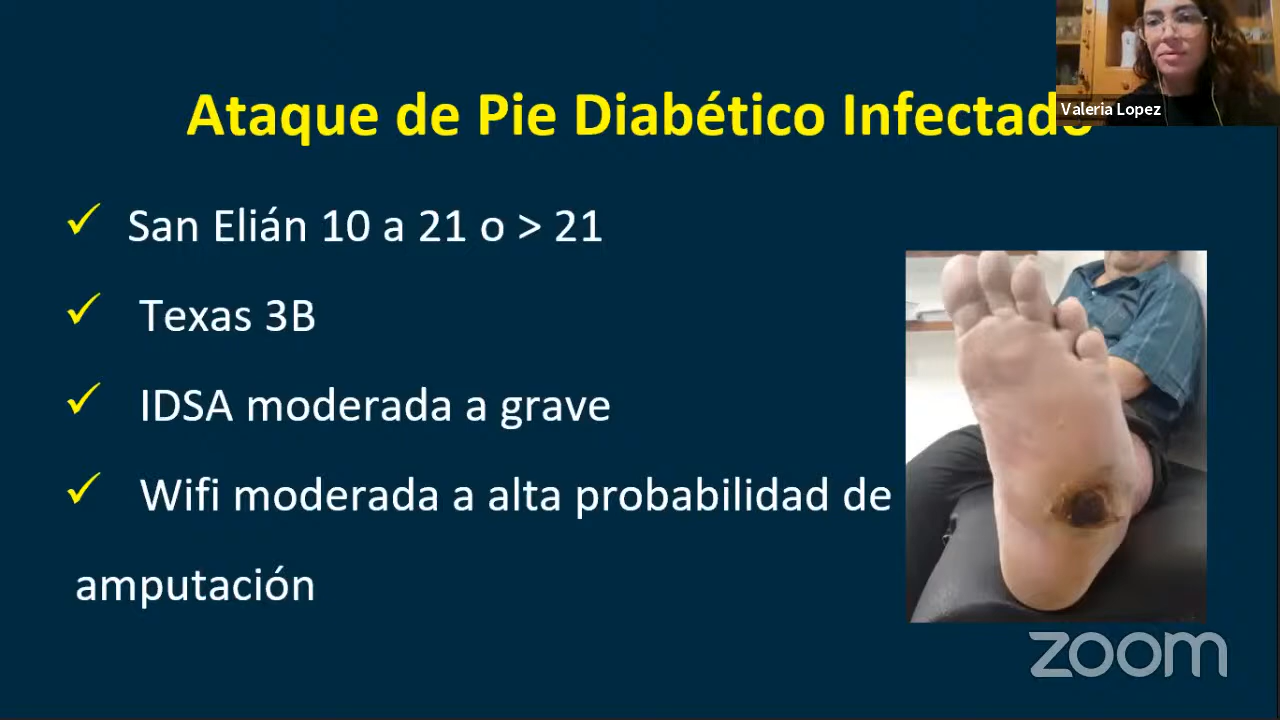 Ataque de Pie Diabético Infectado
Valeria Lopez
✓ San Elián 10 a 21 o > 21
✓ Texas 3B
✓ IDSA moderada a grave
✓ Wifi moderada a alta probabilidad de
amputación
zoom